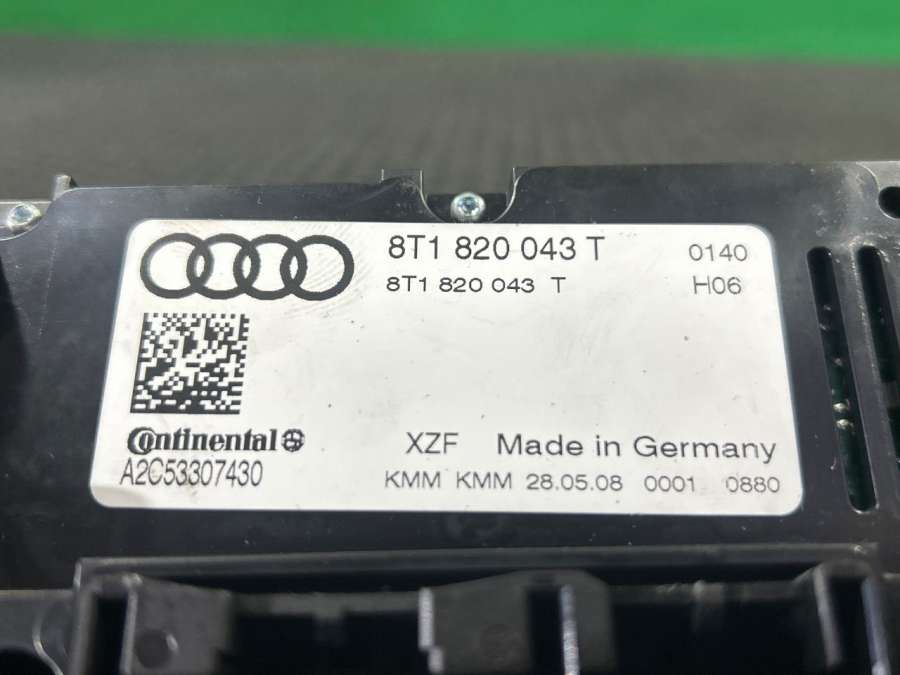 8T1 820 043 T 0140
8T1 820 043 T H06
Continental
A2C53307430
XZF Made in Germany
KMM KMM 28.05.08 0001 0880